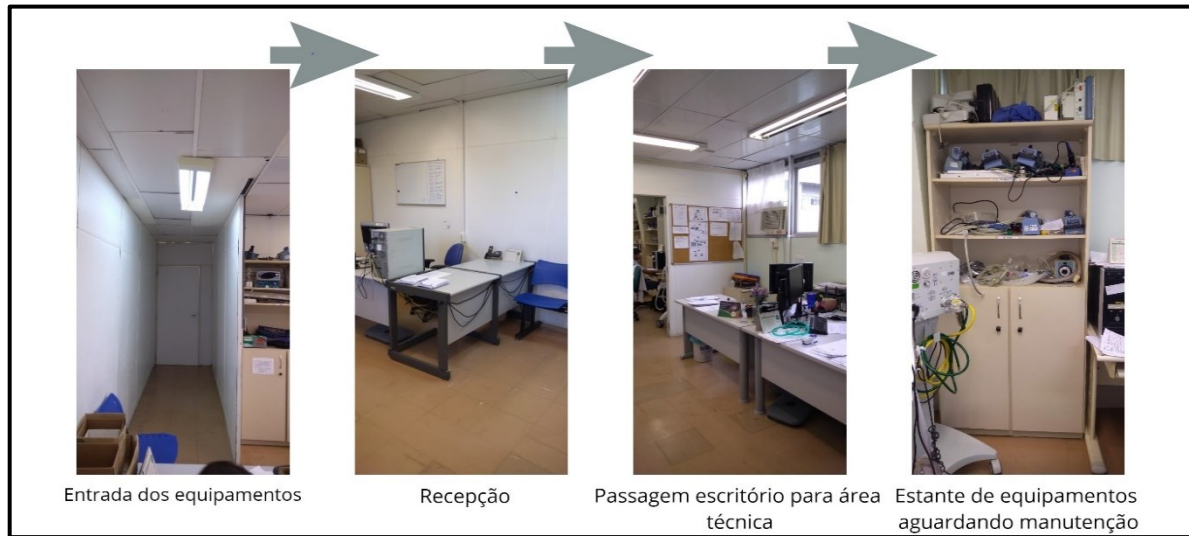 Entrada dos equipamentos
Recepção
Passagem escritório para área
técnica
Estante de equipamentos
aguardando manutenção